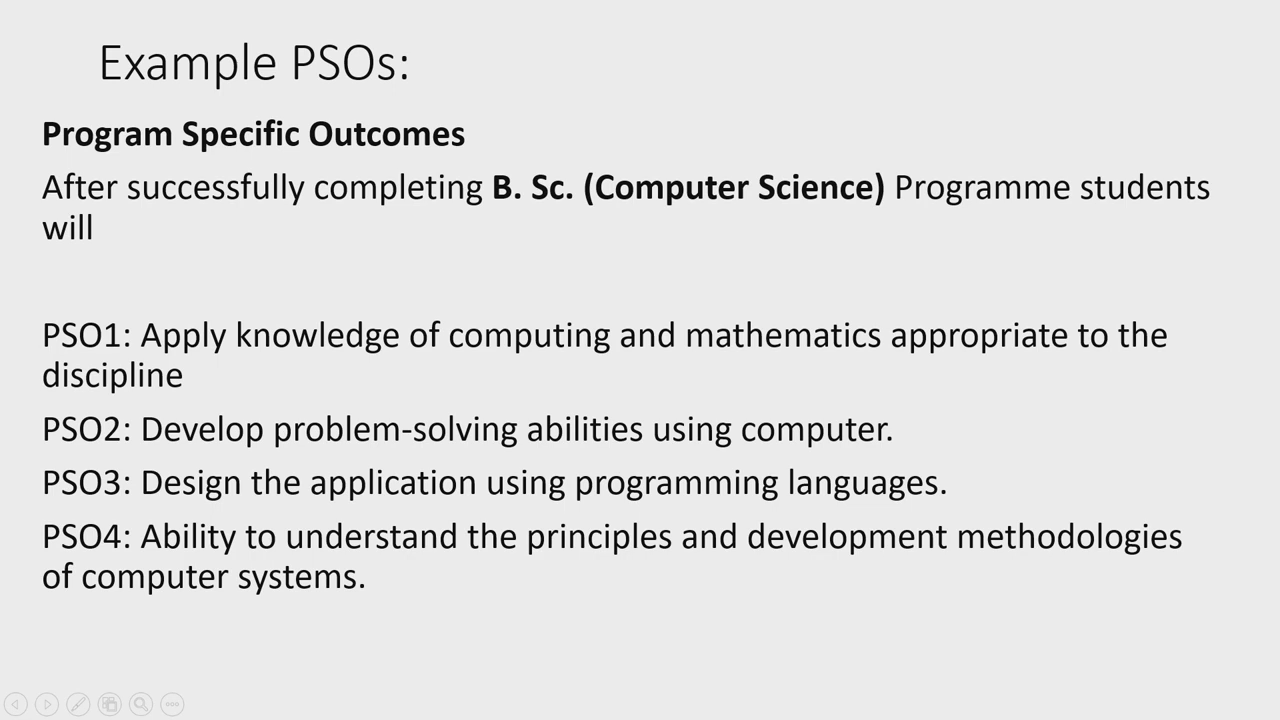 Example PSOs:
Program Specific Outcomes
After successfully completing B. Sc. (Computer Science) Programme students
will
PSO1: Apply knowledge of computing and mathematics appropriate to the
discipline
PSO2: Develop problem-solving abilities using computer.
PSO3: Design the application using programming languages.
PSO4: Ability to understand the principles and development methodologies
of computer systems.